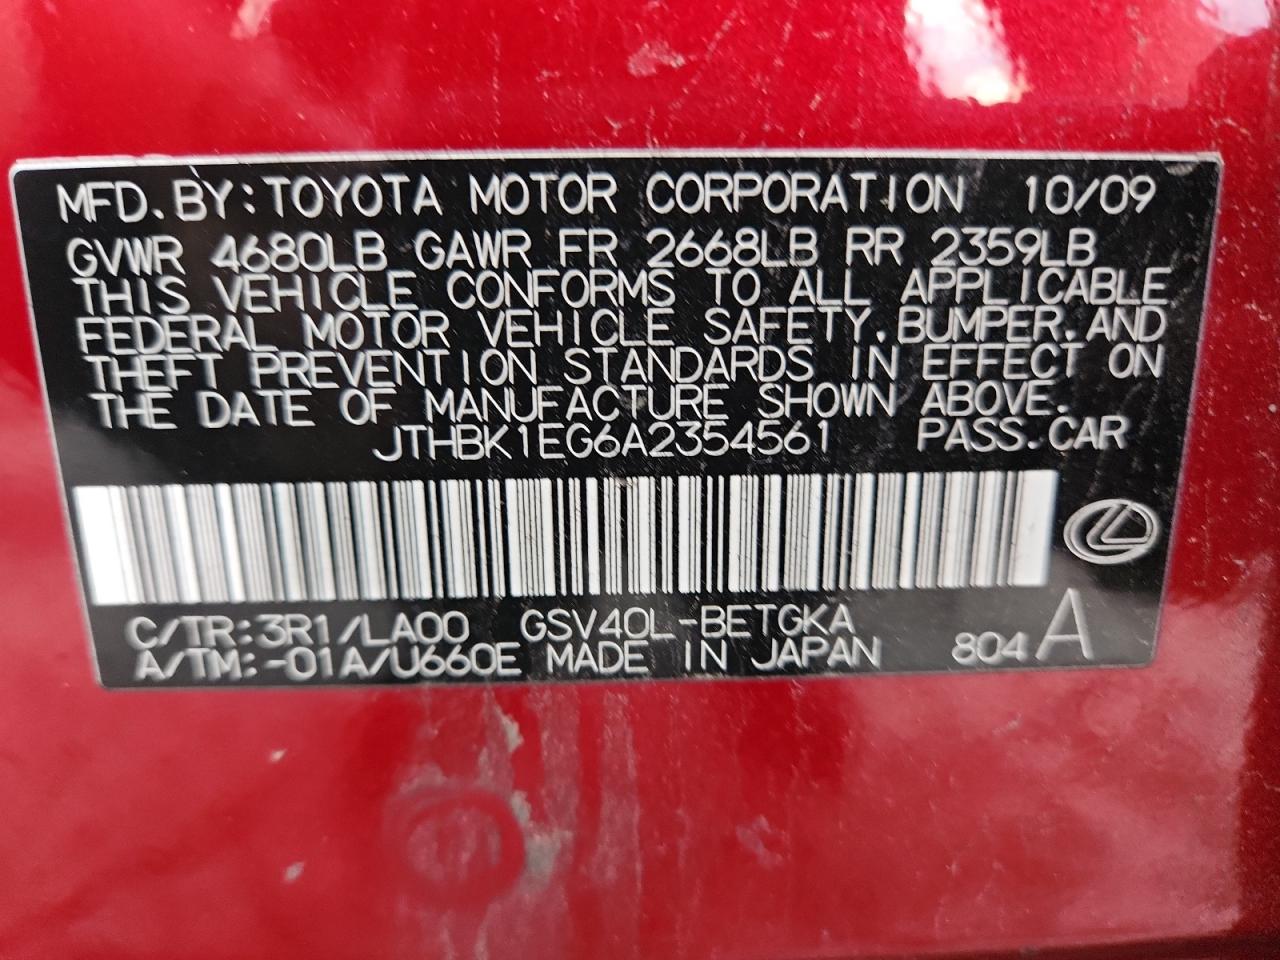 MFD. BY: TOYOTA MOTOR CORPORATION 10/09
GVWR 4680LB GAWR FR 2668LB RR 2359LB
THIS VEHICLE CONFORMS TO ALL APPLICABLE
FEDERAL MOTOR VEHICLE SAFETY, BUMPER, AND
THEFT PREVENTION STANDARDS IN EFFECT ON
THE DATE OF MANUFACTURE SHOWN ABOVE.
JTHBK1EG6A2354561 PASS. CAR
C/TR: 3R1/LA00 GSV40L-BETGKA
A/TM: -01A/U660E MADE IN JAPAN 804 A